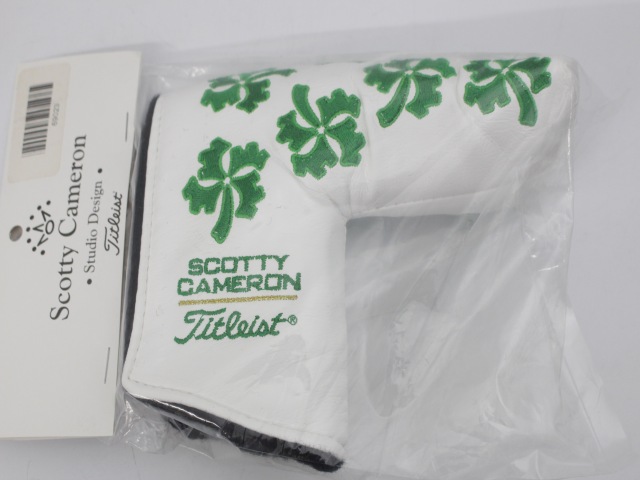 Scotty Cameron
• Studio Design •
Titleist
SCOTTY
CAMERON
Titleist®